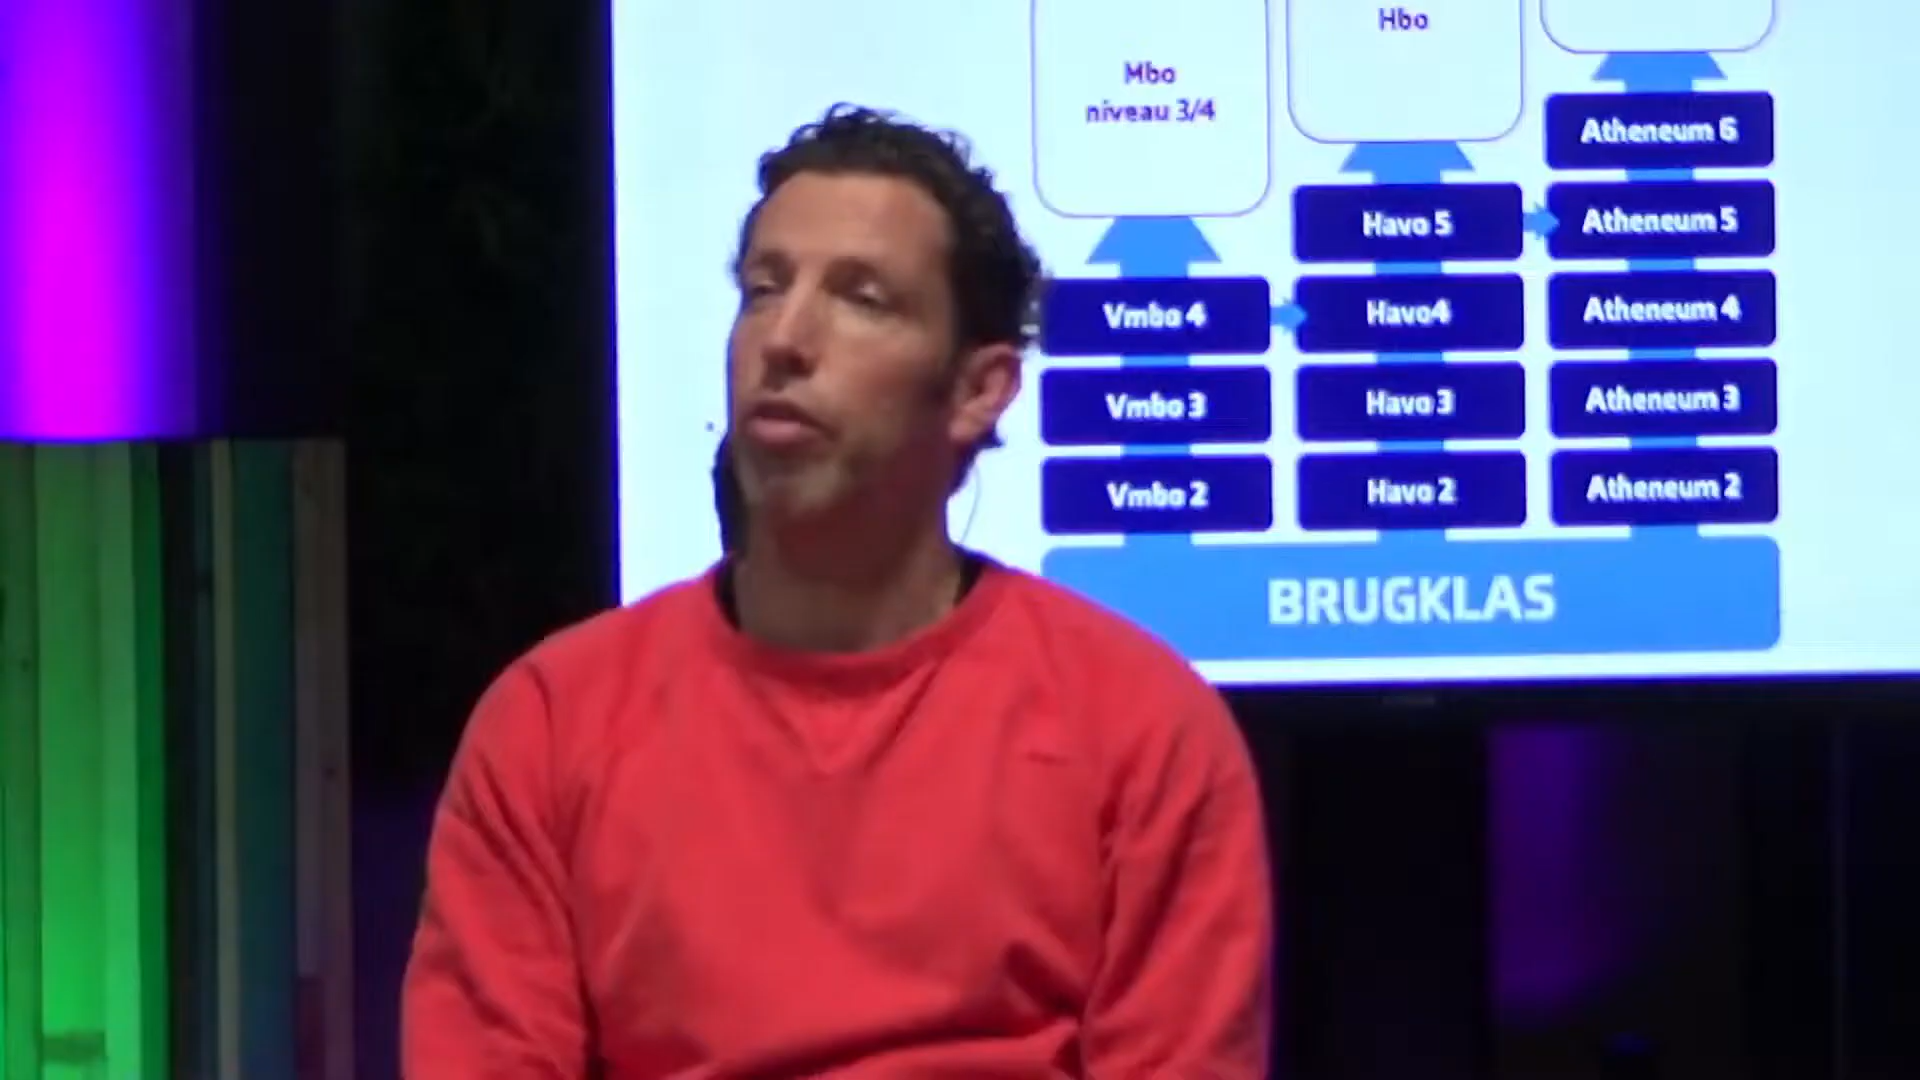 Mbo
niveau 3/4
Hbo
Atheneum 6
Havo 5
Atheneum 5
Vmbo 4
Havo4
Atheneum 4
Vmbo 3
Havo 3
Atheneum 3
Vmbo 2
Havo 2
Atheneum 2
BRUGKLAS